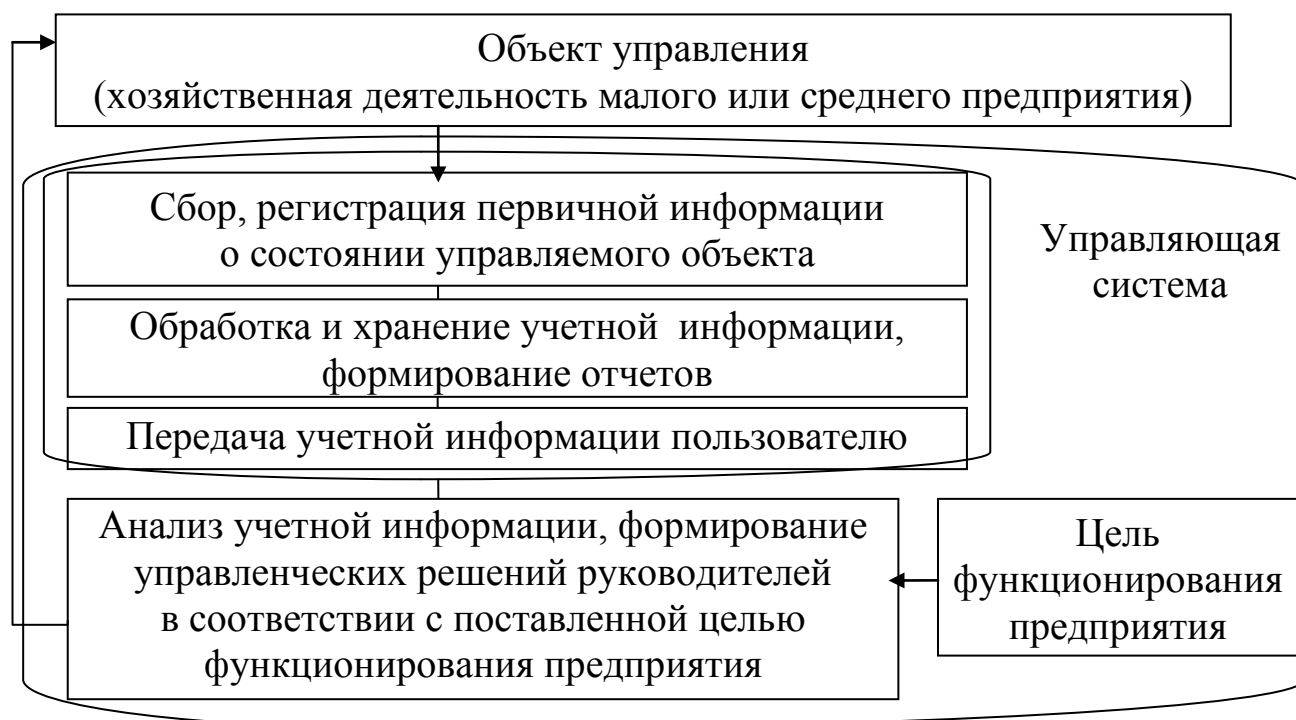 Объект управления
(хозяйственная деятельность малого или среднего предприятия)
Сбор, регистрация первичной информации
о состоянии управляемого объекта
Управляющая
система
Обработка и хранение учетной информации,
формирование отчетов
Передача учетной информации пользователю
Анализ учетной информации, формирование
управленческих решений руководителей
в соответствии с поставленной целью
функционирования предприятия
Цель
функционирования
предприятия